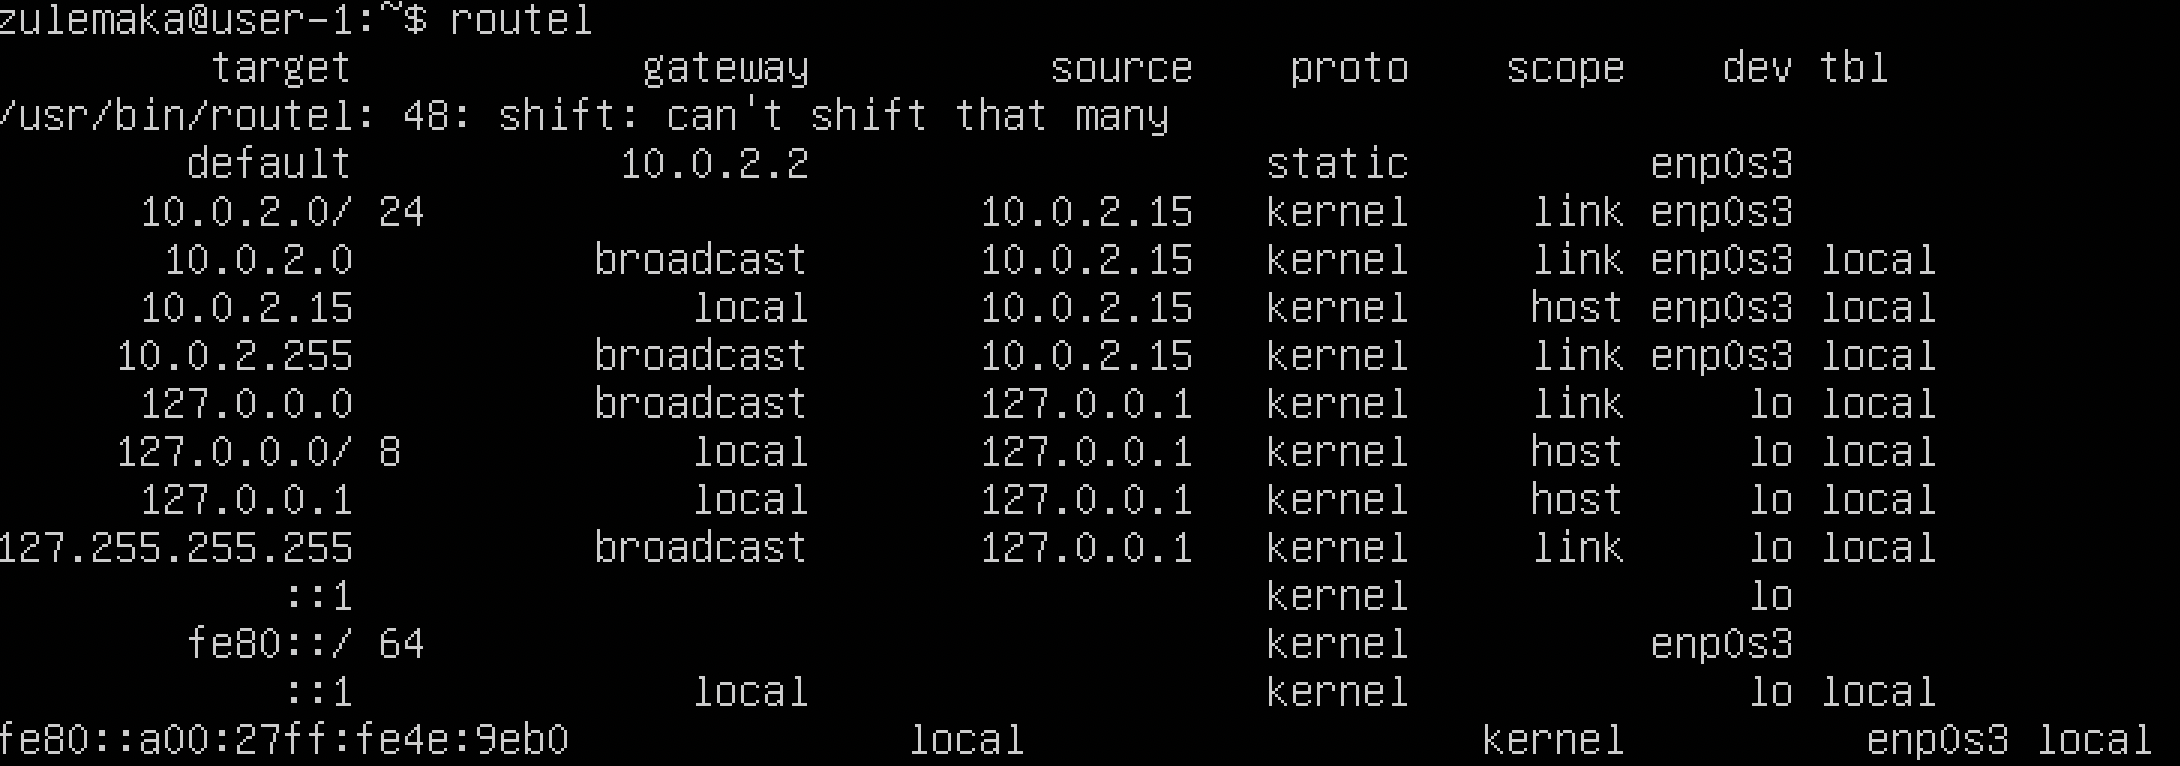 zulemaka@user-1:~$ routel
target gateway source proto scope dev tbl
/usr/bin/routel: 48: shift: can't shift that many
default 10.0.2.2 static enp0s3
10.0.2.0/ 24 10.0.2.15 kernel link enp0s3
10.0.2.0 broadcast 10.0.2.15 kernel link enp0s3 local
10.0.2.15 local 10.0.2.15 kernel host enp0s3 local
10.0.2.255 broadcast 10.0.2.15 kernel link enp0s3 local
127.0.0.0 broadcast 127.0.0.1 kernel link lo local
127.0.0.0/ 8 local 127.0.0.1 kernel host lo local
127.0.0.1 local 127.0.0.1 kernel host lo local
127.255.255.255 broadcast 127.0.0.1 kernel link lo local
::1 kernel lo
fe80::/ 64 kernel enp0s3
::1 local kernel lo local
fe80::a00:27ff:fe4e:9eb0 local kernel enp0s3 local